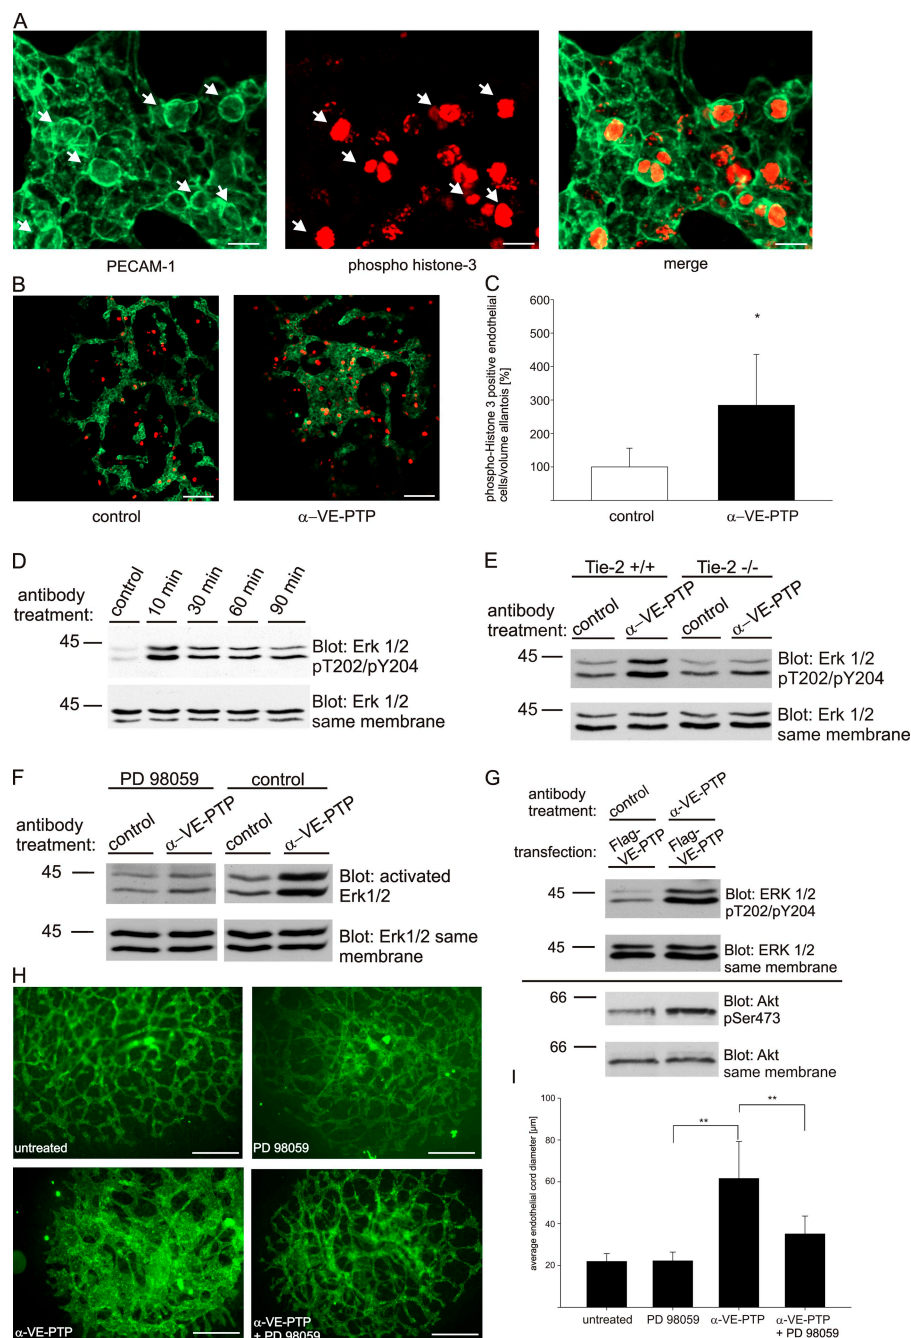 A
PECAM-1
phospho histone-3
merge
B
control
α–VE-PTP
C
phospho-Histone 3 positive endothelial
cells/volume allantois [%]
600
500
400
300
200
100
*
control
α–VE-PTP
D
antibody
treatment:
control
10 min
30 min
60 min
90 min
45
Blot: Erk 1/2
pT202/pY204
45
Blot: Erk 1/2
same membrane
E
Tie-2 +/+
Tie-2 -/-
antibody
treatment:
control
α–VE-PTP
control
α–VE-PTP
45
Blot: Erk 1/2
pT202/pY204
45
Blot: Erk 1/2
same membrane
F
PD 98059
control
antibody
treatment:
control
α–VE-PTP
control
α–VE-PTP
45
Blot: activated
Erk1/2
45
Blot: Erk1/2 same
membrane
G
antibody
treatment:
control
α-VE-PTP
transfection:
Flag-
VE-PTP
Flag-
VE-PTP
45
Blot: ERK 1/2
pT202/pY204
45
Blot: ERK 1/2
same membrane
66
Blot: Akt
pSer473
66
Blot: Akt
same membrane
H
untreated
PD 98059
α-VE-PTP
α-VE-PTP
+ PD 98059
I
average endothelial cord diameter [µm]
100
80
60
40
20
**
**
untreated
PD 98059
α-VE-PTP
α-VE-PTP
+ PD 98059